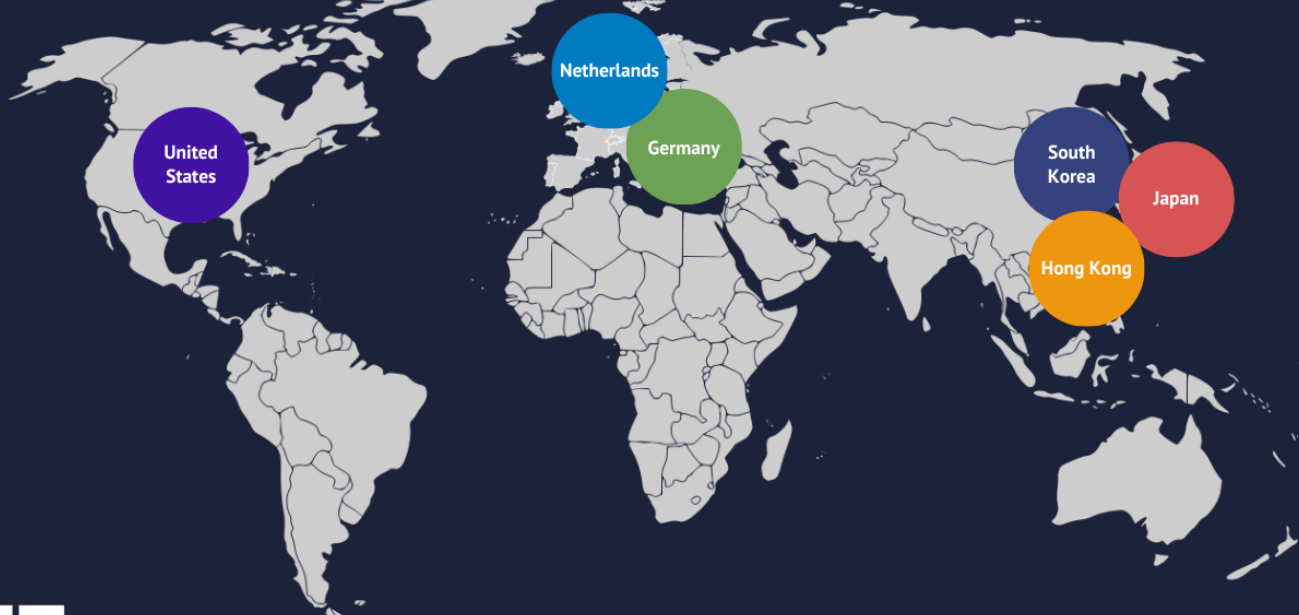 Netherlands
Germany
United
States
South
Korea
Japan
Hong Kong